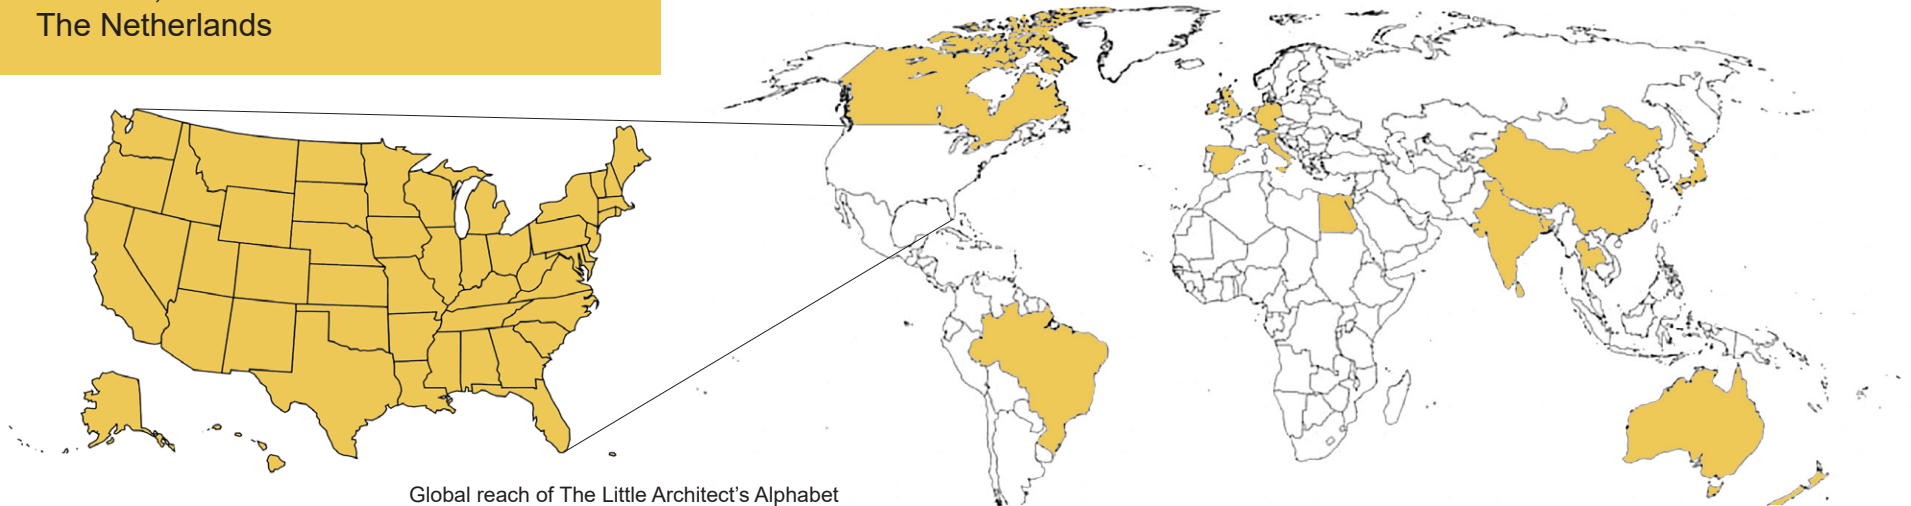 The Netherlands
Global reach of The Little Architect's Alphabet